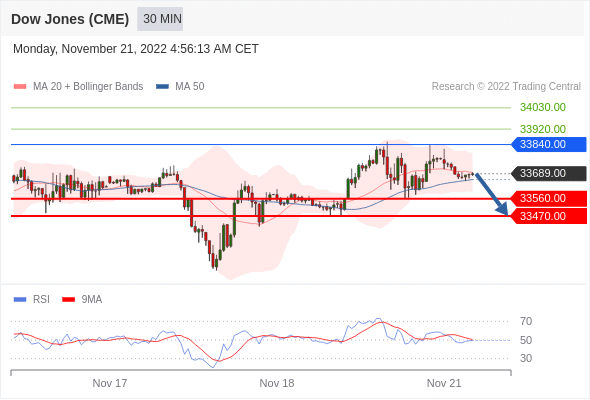 Dow Jones (CME) 30 MIN
Monday, November 21, 2022 4:56:13 AM CET
MA 20 + Bollinger Bands MA 50 Research © 2022 Trading Central
34030.00
33920.00
33840.00
33689.00
33560.00
33470.00
RSI 9MA
70
50
30
Nov 17 Nov 18 Nov 21